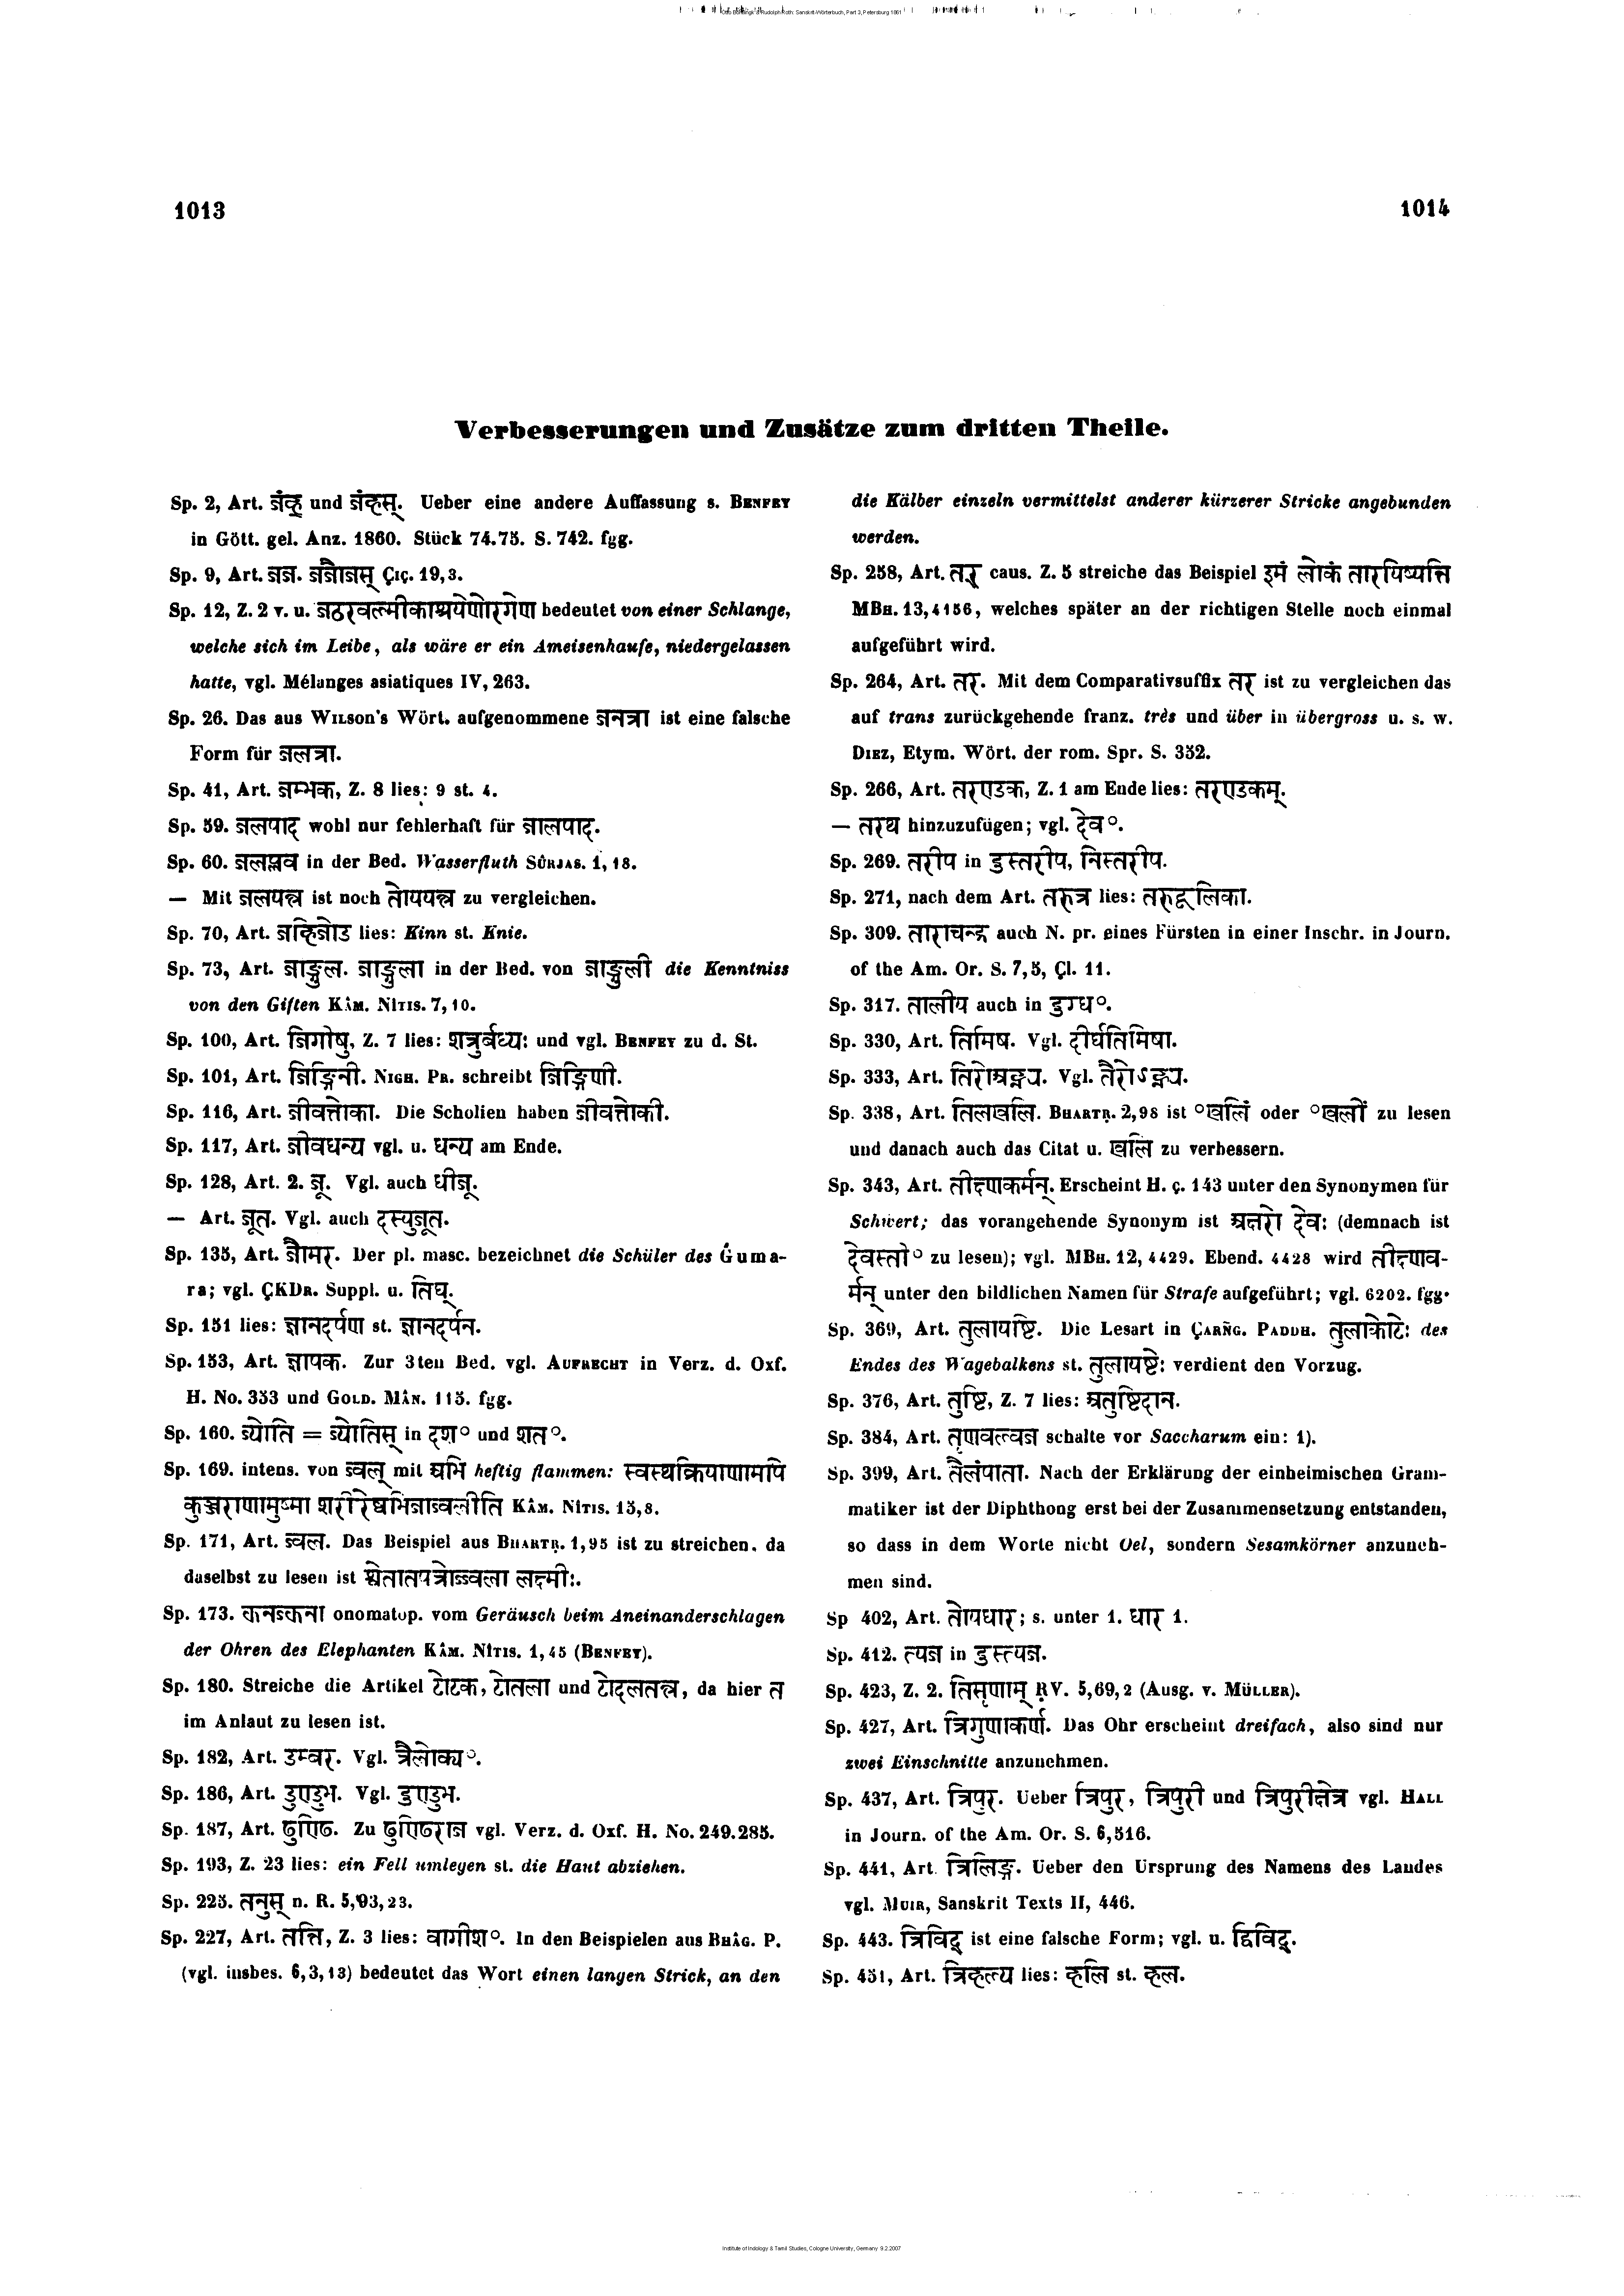 Otto Böhtlingk & Rudolph Roth: Sanskrit-Wörterbuch, Part 3, Petersburg 1861
1013
1014
Verbesserungen und Zusätze zum dritten Theile.
Sp. 2, Art. जंह् und जंहस्. Ueber eine andere Auffassung s. BENFEY
in Gött. gel. Anz. 1860. Stück 74.75. S. 742. fgg.
Sp. 9, Art. जज. जजौजस् ÇIÇ. 19,3.
Sp. 12, Z. 2 v. u. जठरवल्मीकाश्रयेणोरगेण bedeutet von einer Schlange,
welche sich im Leibe, als wäre er ein Ameisenhaufe, niedergelassen
hatte, vgl. Mélanges asiatiques IV, 263.
Sp. 26. Das aus WILSON's Wört. aufgenommene जनत्रा ist eine falsche
Form für जलत्रा.
Sp. 41, Art. जम्भक, Z. 8 lies: 9 st. 4.
Sp. 59. जलपाद् wohl nur fehlerhaft für जालपाद्.
Sp. 60. जलप्लव in der Bed. Wasserfluth SÛRJAS. 1, 18.
— Mit जलयन्त्र ist noch तोययन्त्र zu vergleichen.
Sp. 70, Art. जकिजोड lies: Kinn st. Knie.
Sp. 73, Art. जाङ्गुल. जाङ्गुला in der Bed. von जाङ्गुली die Kenntniss
von den Giften KÂM. NÎTIS. 7, 10.
Sp. 100, Art. जिगीषु, Z. 7 lies: शत्रुर्बध्यः und vgl. BENFEY zu d. St.
Sp. 101, Art. जिङ्गिनी. NIGH. PR. schreibt जिङ्गिणी.
Sp. 116, Art. जीवत्तोका. Die Scholien haben जीवत्तोकी.
Sp. 117, Art. जीवधन्य vgl. u. धन्य am Ende.
Sp. 128, Art. 2. जू. Vgl. auch धीजू.
— Art. जूत. Vgl. auch दस्युजूत.
Sp. 135, Art. जौमर. Der pl. masc. bezeichnet die Schüler des Ǵuma-
ra; vgl. ÇKDR. Suppl. u. तिघ्.
Sp. 151 lies: ज्ञानदर्पण st. ज्ञानदर्पन.
Sp. 153, Art. ज्ञापक. Zur 3ten Bed. vgl. AUFRECHT in Verz. d. Oxf.
H. No. 353 und GOLD. MÂN. 115. fgg.
Sp. 160. ज्योति = ज्योतिस् in दश° und शत°.
Sp. 169. intens. von ज्वल् mit अभि heftig flammen: स्वस्थक्रियाणामपि
कुञ्जराणामुष्मा शरीरेष्वभिजाज्वलीति KÂM. NÎTIS. 15, 8.
Sp. 171, Art. ज्वल. Das Beispiel aus BHARTR. 1,95 ist zu streichen, da
daselbst zu lesen ist श्वेतातपत्रोज्ज्वला लक्ष्मीः.
Sp. 173. onomatop. vom Geräusch beim Aneinanderschlagen
der Ohren des Elephanten KÂM. NÎTIS. 1, 45 (BENFEY).
Sp. 180. Streiche die Artikel टोटक, टोतला und टोद्दलतन्त्र, da hier त
im Anlaut zu lesen ist.
Sp. 182, Art. डम्बर. Vgl. त्रैलोक्य°.
Sp. 186, Art. डुण्डुभ. Vgl. डुण्डुभ.
Sp. 187, Art. ढुण्ढि. Zu ढुण्ढिराज vgl. Verz. d. Oxf. H. No. 249.285.
Sp. 193, Z. 23 lies: ein Fell umlegen st. die Haut abziehen.
Sp. 225. तनुस् n. R. 5, 93, 23.
Sp. 227, Art. तत्ति, Z. 3 lies: वागीश°. In den Beispielen aus BHÂG. P.
(vgl. insbes. 6, 3, 13) bedeutet das Wort einen langen Strick, an den
die Kälber einzeln vermittelst anderer kürzerer Stricke angebunden
werden.
Sp. 258, Art. तर् caus. Z. 5 streiche das Beispiel इमं लोकं तारयिष्यत्ति
MBH. 13, 4156, welches später an der richtigen Stelle noch einmal
aufgeführt wird.
Sp. 264, Art. तर. Mit dem Comparativsuffix तर ist zu vergleichen das
auf trans zurückgehende franz. très und über in übergross u. s. w.
DIEZ, Etym. Wört. der rom. Spr. S. 352.
Sp. 266, Art. तरण्डक, Z. 1 am Ende lies: तरण्डकम्.
— तरथ hinzuzufügen; vgl. देव°.
Sp. 269. तरीप in डुस्तरीप, निस्तरीप.
Sp. 271, nach dem Art. तरुत्र lies: तरुदूलिका.
Sp. 309. ताराचन्द्र auch N. pr. eines Fürsten in einer Inschr. in Journ.
of the Am. Or. S. 7,5, Çl. 11.
Sp. 317. तालीय auch in डुग्ध°.
Sp. 330, Art. तिमिष. Vgl. दीर्घतिमिषा.
Sp. 333, Art. तिरोअह्न्य. Vgl. तैरोऽह्न्य.
Sp. 338, Art. तिलखलि. BHARTR. 2,98 ist °खलिं oder °खलीं zu lesen
und danach auch das Citat u. खलि zu verbessern.
Sp. 343, Art. तीक्ष्णकर्मन्. Erscheint H. ç. 143 unter den Synonymen für
Schwert; das vorangehende Synonym ist अत्तरो देवः (demnach ist
देवस्ती° zu lesen); vgl. MBH. 12, 4429. Ebend. 4428 wird तीक्ष्णव-
र्मन् unter den bildlichen Namen für Strafe aufgeführt; vgl. 6202. fgg.
Sp. 369, Art. तुलायष्टि. Die Lesart in ÇARÑG. PADDH. तुलाकोटेः des
Endes des Wagebalkens st. तुलायष्टेः verdient den Vorzug.
Sp. 376, Art. तुष्टि, Z. 7 lies: अतुष्टिदान.
Sp. 384, Art. तृणवल्वज schalte vor Saccharum ein: 1).
Sp. 399, Art. तैलंपाता. Nach der Erklärung der einheimischen Gram-
matiker ist der Diphthong erst bei der Zusammensetzung entstanden,
so dass in dem Worte nicht Oel, sondern Sesamkörner anzuneh-
men sind.
Sp 402, Art. तोयधार; s. unter 1. धार 1.
Sp. 412. त्यज in डुस्त्यज.
Sp. 423, Z. 2. तिसृणाम् ṚV. 5,69,2 (Ausg. v. MÜLLER).
Sp. 427, Art. त्रिगुणाकर्ण. Das Ohr erscheint dreifach, also sind nur
zwei Einschnitte anzunehmen.
Sp. 437, Art. त्रिपुर. Ueber त्रिपुर, त्रिपुरी und त्रिपुरीक्षेत्र vgl. HALL
in Journ. of the Am. Or. S. 6,516.
Sp. 441, Art. त्रिलिङ्ग. Ueber den Ursprung des Namens des Landes
vgl. MUIR, Sanskrit Texts II, 446.
Sp. 443. त्रिविद् ist eine falsche Form; vgl. u. द्विविद्.
Sp. 451, Art. त्रिहल्य lies: हलि st. हल.
Institute of Indology & Tamil Studies, Cologne University, Germany 9.2.2007